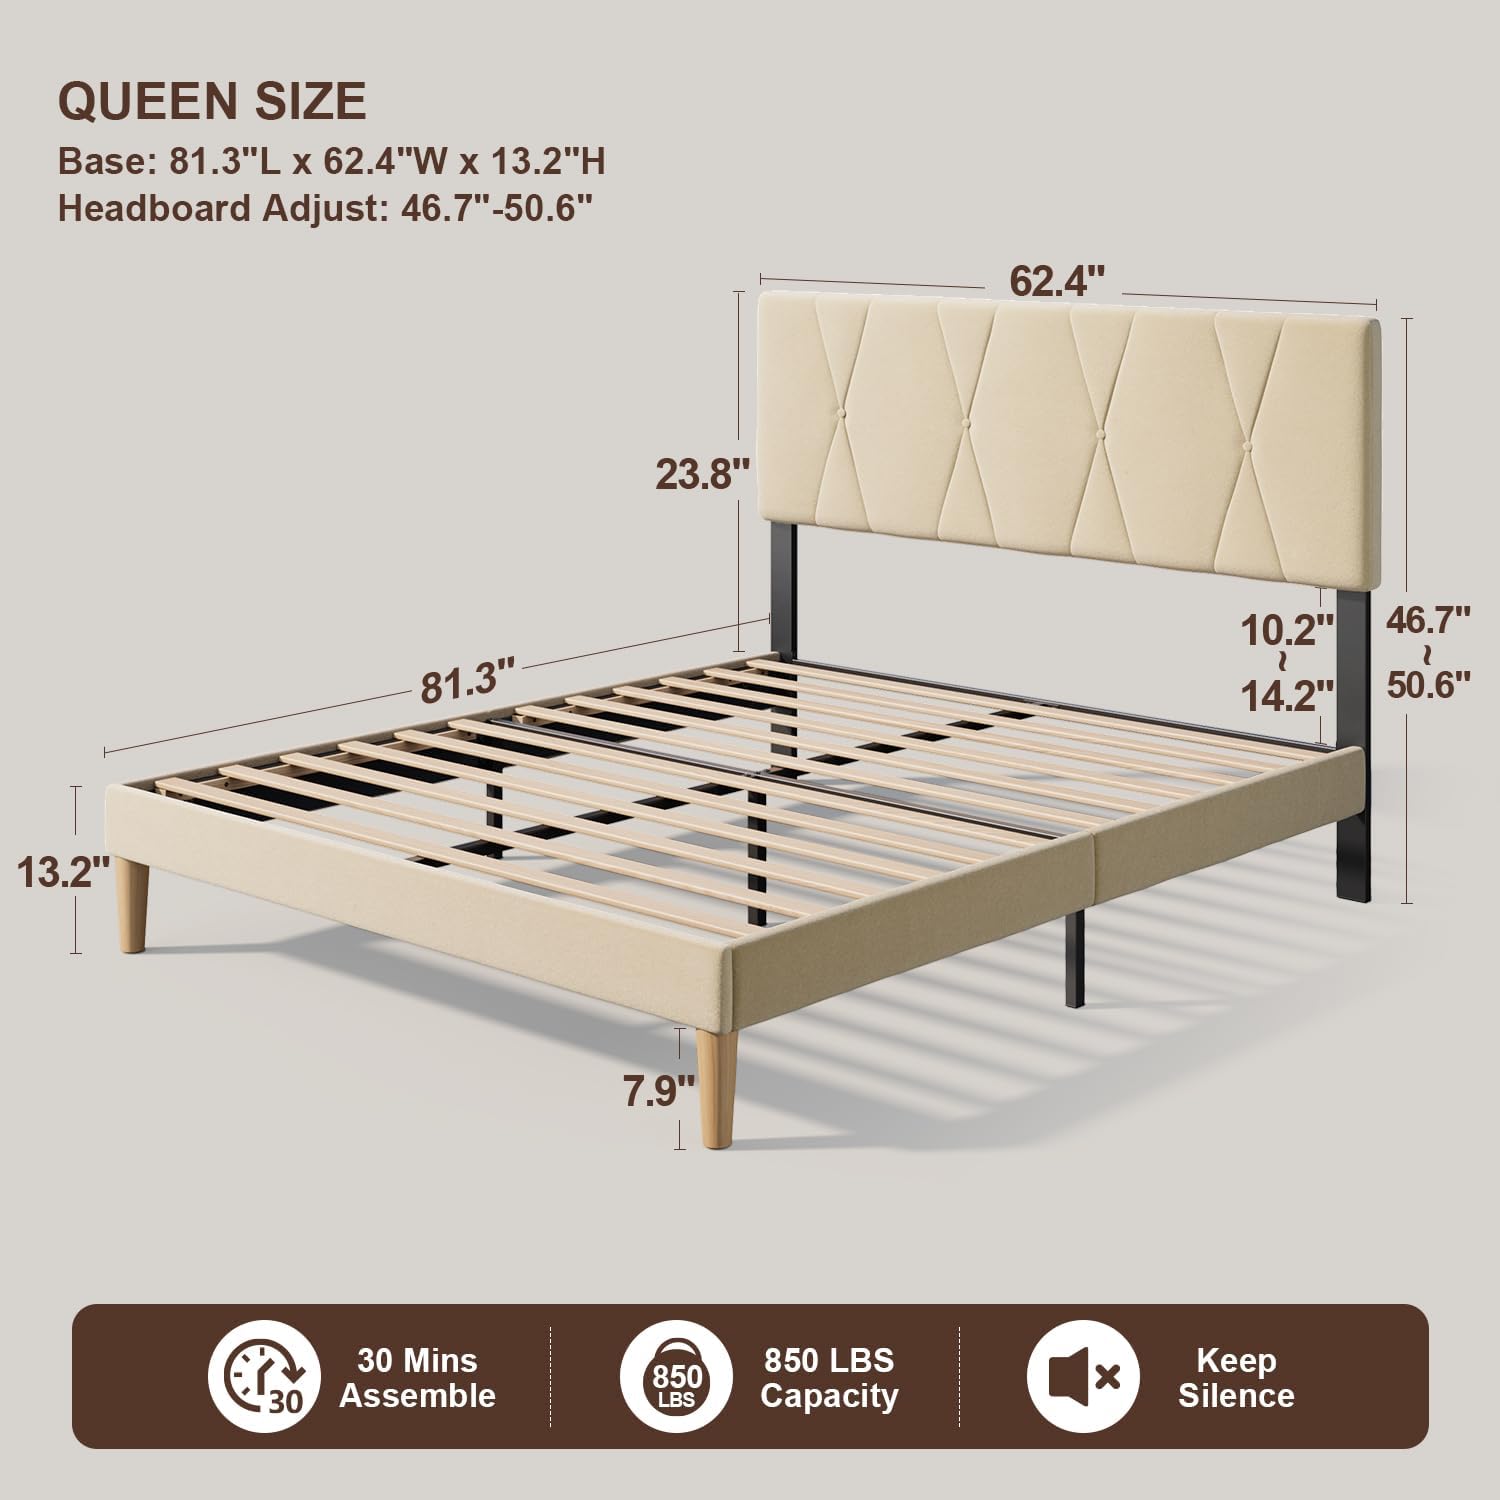 QUEEN SIZE
Base: 81.3"L x 62.4"W x 13.2"H
Headboard Adjust: 46.7"-50.6"
62.4"
23.8"
81.3"
10.2"
~
14.2"
46.7"
~
50.6"
13.2"
7.9"
30
30 Mins
Assemble
850
LBS
850 LBS
Capacity
Keep
Silence